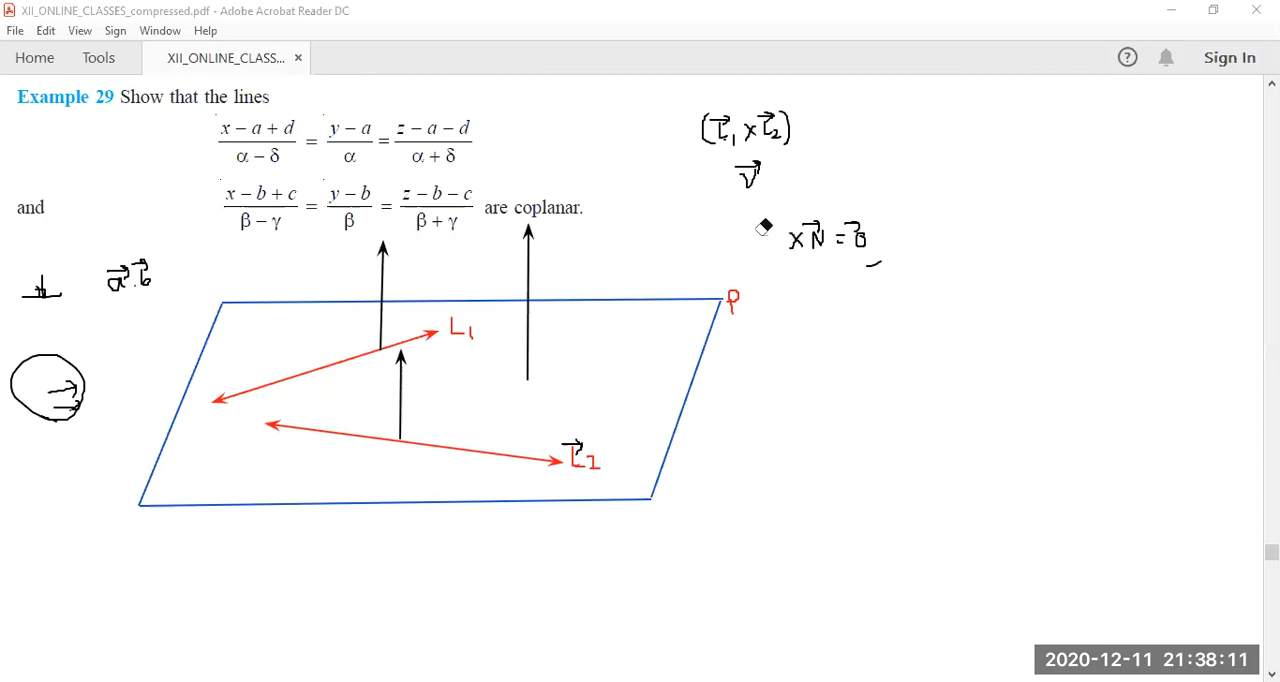 XII_ONLINE_CLASSES_compressed.pdf - Adobe Acrobat Reader DC
File Edit View Sign Window Help
Home Tools XII_ONLINE_CLASS... × ? Sign In
Example 29 Show that the lines
(x − a + d)/(α − δ) = (y − a)/α = (z − a − d)/(α + δ)
and (x − b + c)/(β − γ) = (y − b)/β = (z − b − c)/(β + γ) are coplanar.
(L⃗₁ × L⃗₂)
V⃗
× N⃗ = 0⃗
a⃗ . b⃗
P
L₁
L⃗₂
2020-12-11 21:38:11